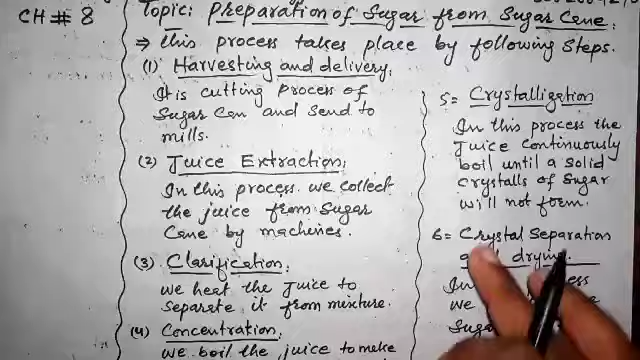 CH # 8
Topic: Preparation of Sugar from Sugar Cane:
⇒ This process takes place by following steps.
(1) Harvesting and delivery:
It is cutting process of
Sugar Can and send to
mills.
(2) Juice Extraction:
In this process we collect
the juice from Sugar
Cane by machines.
(3) Clarification:
We heat the Juice to
Separate it from mixture.
(4) Concentration:
We boil the juice to make
5= Crystallization
In this process the
Juice continuously
boil until a solid
crystalls of Sugar
will not form.
6= Crystal Separation
drying.
In
we
Sug